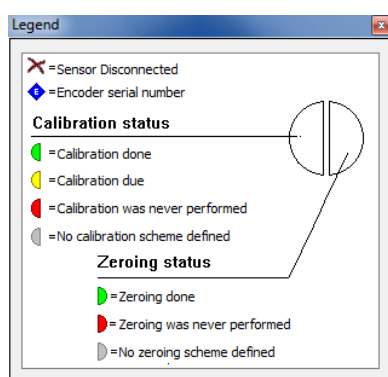 Legend
=Sensor Disconnected
E =Encoder serial number
Calibration status
=Calibration done
=Calibration due
=Calibration was never performed
=No calibration scheme defined
Zeroing status
=Zeroing done
=Zeroing was never performed
=No zeroing scheme defined